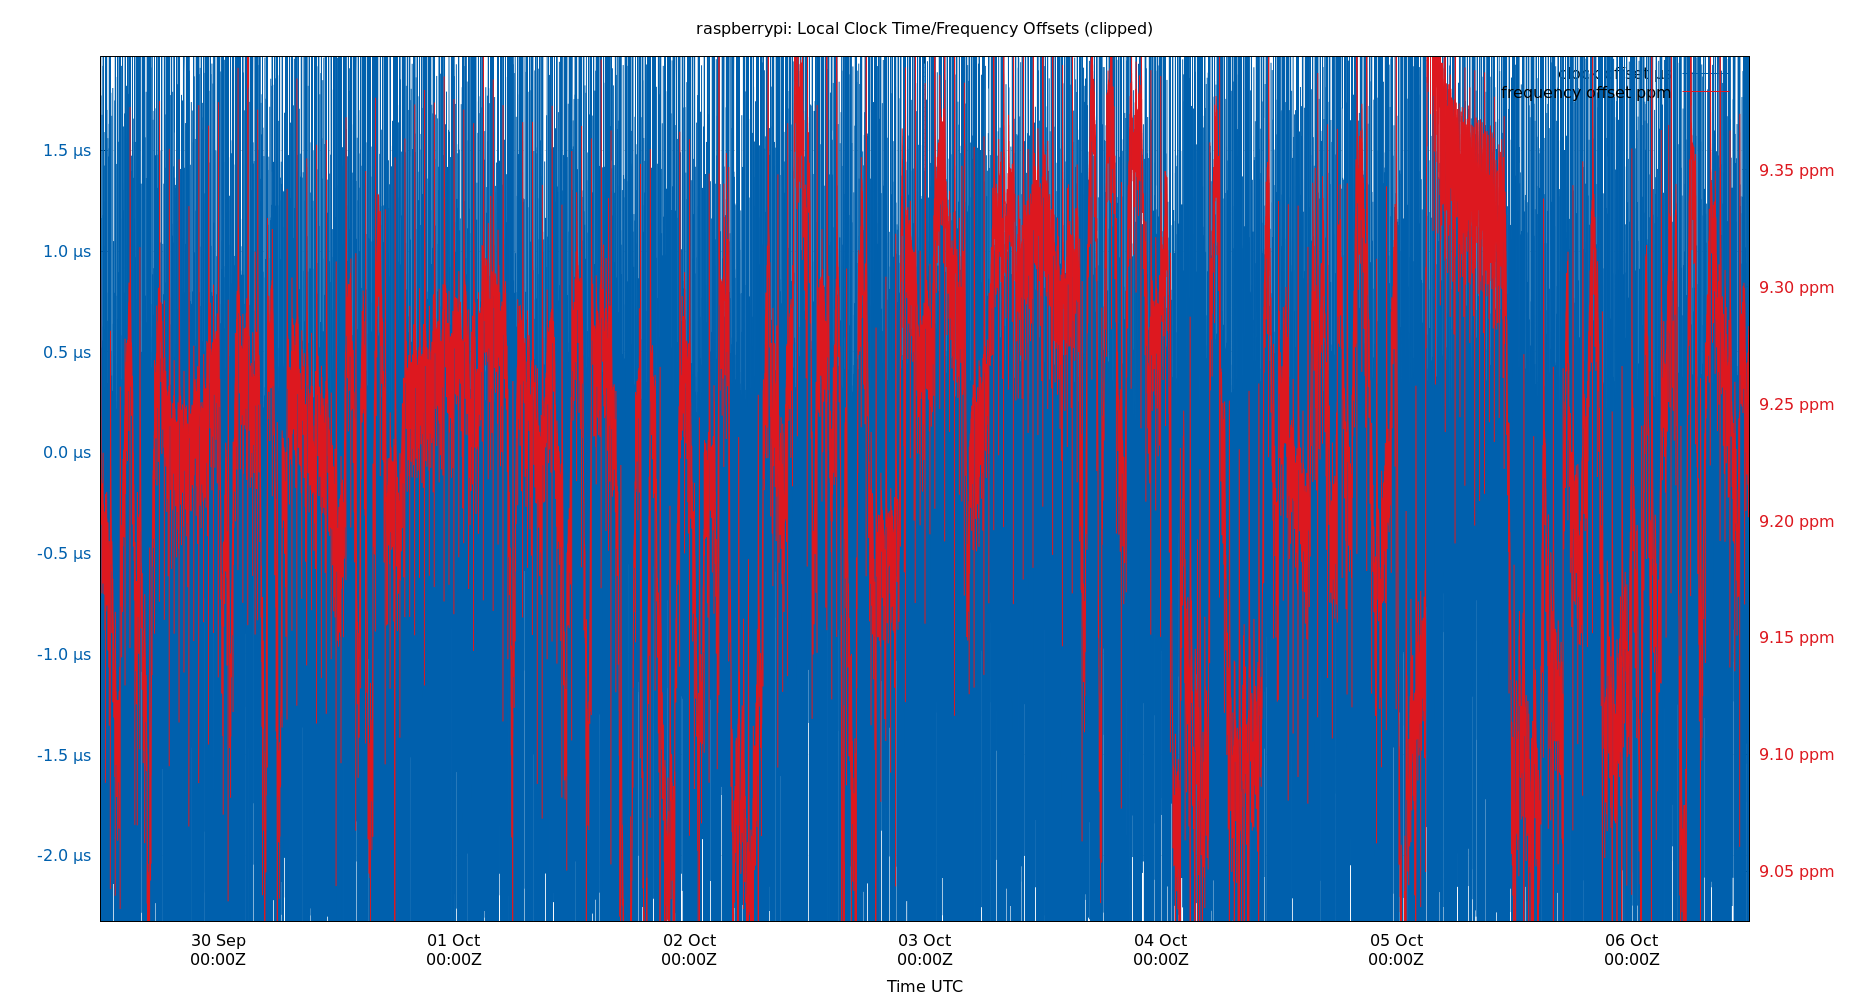 raspberrypi: Local Clock Time/Frequency Offsets (clipped)
clock offset µs
frequency offset ppm
1.5 µs
1.0 µs
0.5 µs
0.0 µs
-0.5 µs
-1.0 µs
-1.5 µs
-2.0 µs
9.35 ppm
9.30 ppm
9.25 ppm
9.20 ppm
9.15 ppm
9.10 ppm
9.05 ppm
30 Sep
00:00Z
01 Oct
00:00Z
02 Oct
00:00Z
03 Oct
00:00Z
04 Oct
00:00Z
05 Oct
00:00Z
06 Oct
00:00Z
Time UTC